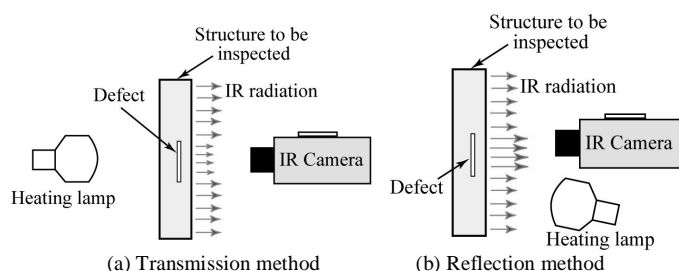 Structure to be
inspected
IR radiation
Defect
IR Camera
Heating lamp
(a) Transmission method
Structure to be
inspected
IR radiation
IR Camera
Defect
Heating lamp
(b) Reflection method